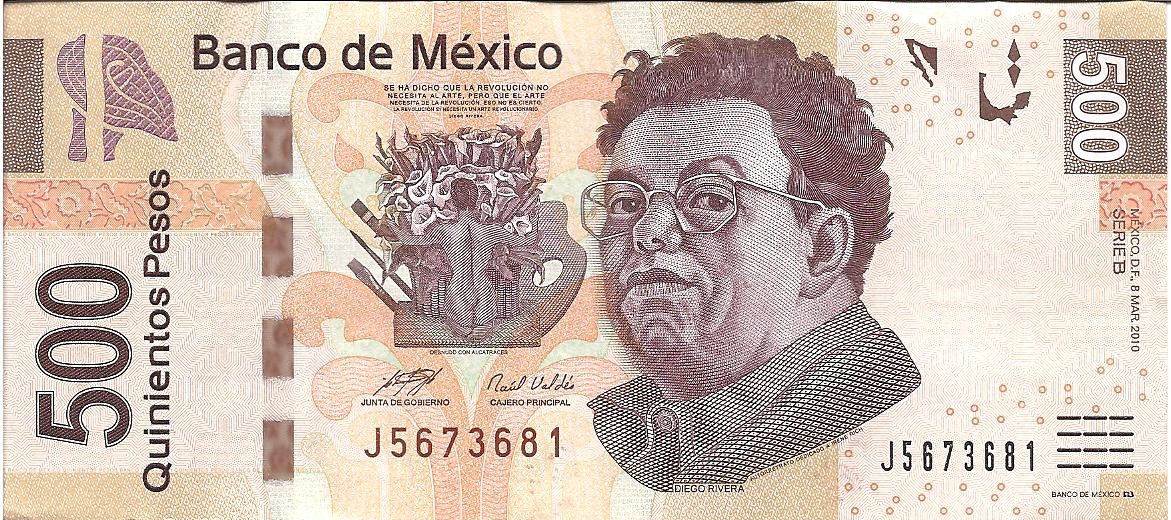 Banco de México
SE HA DICHO QUE LA REVOLUCIÓN NO
NECESITA AL ARTE, PERO QUE EL ARTE
NECESITA DE LA REVOLUCIÓN. ESO NO ES CIERTO.
LA REVOLUCIÓN SÍ NECESITA UN ARTE REVOLUCIONARIO.
DIEGO RIVERA
500
500
Quinientos Pesos
MÉXICO, D.F., 8 MAR. 2010
SERIE B
DESNUDO CON ALCATRACES
Raúl Valdés
JUNTA DE GOBIERNO
CAJERO PRINCIPAL
J5673681
J5673681
DIEGO RIVERA
BANCO DE MÉXICO